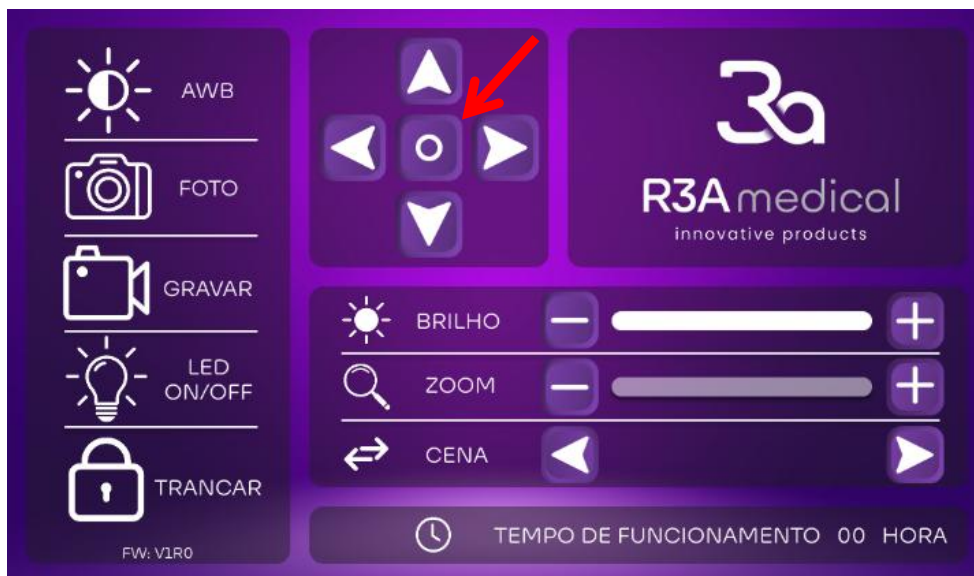 AWB
FOTO
GRAVAR
LED
ON/OFF
TRANCAR
FW: V1R0
3a
R3A medical
innovative products
BRILHO
ZOOM
CENA
TEMPO DE FUNCIONAMENTO 00 HORA